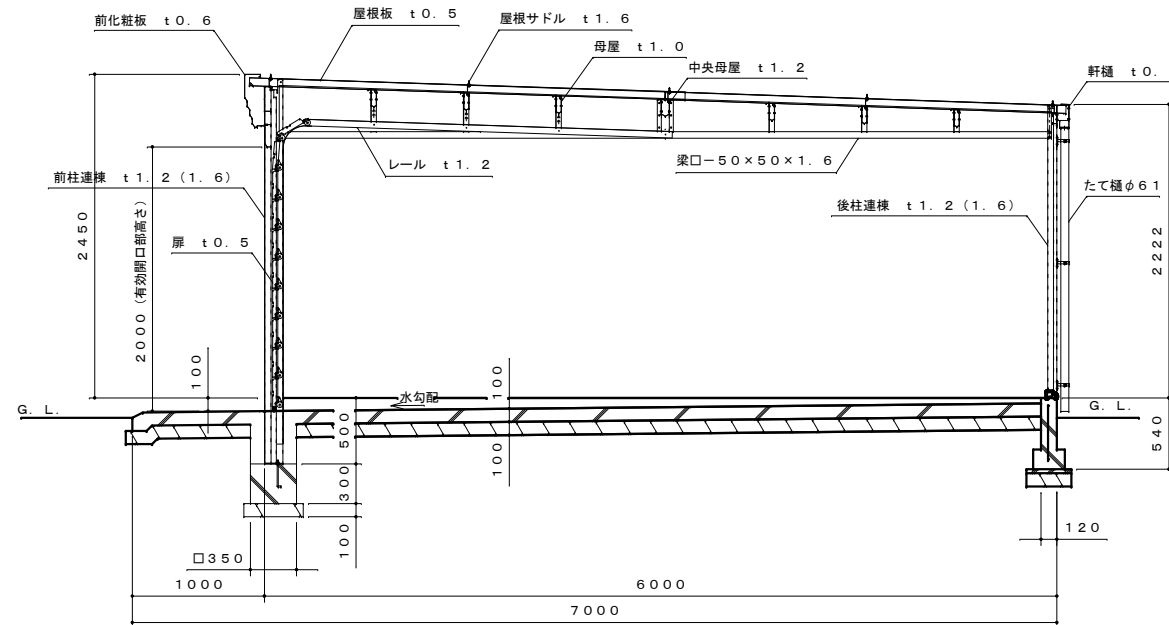 前化粧板 ｔ０．６
屋根板 ｔ０．５
屋根サドル ｔ１．６
母屋 ｔ１．０
中央母屋 ｔ１．２
軒樋 ｔ０．
レール ｔ１．２
梁口－５０×５０×１．６
前柱連棟 ｔ１．２（１．６）
後柱連棟 ｔ１．２（１．６）
たて樋φ６１
扉 ｔ０．５
２４５０
２０００（有効開口部高さ）
２２２２
１００
１００
水勾配
Ｇ．Ｌ．
Ｇ．Ｌ．
５００
１００
５４０
３００
１００
１２０
□３５０
１０００
６０００
７０００